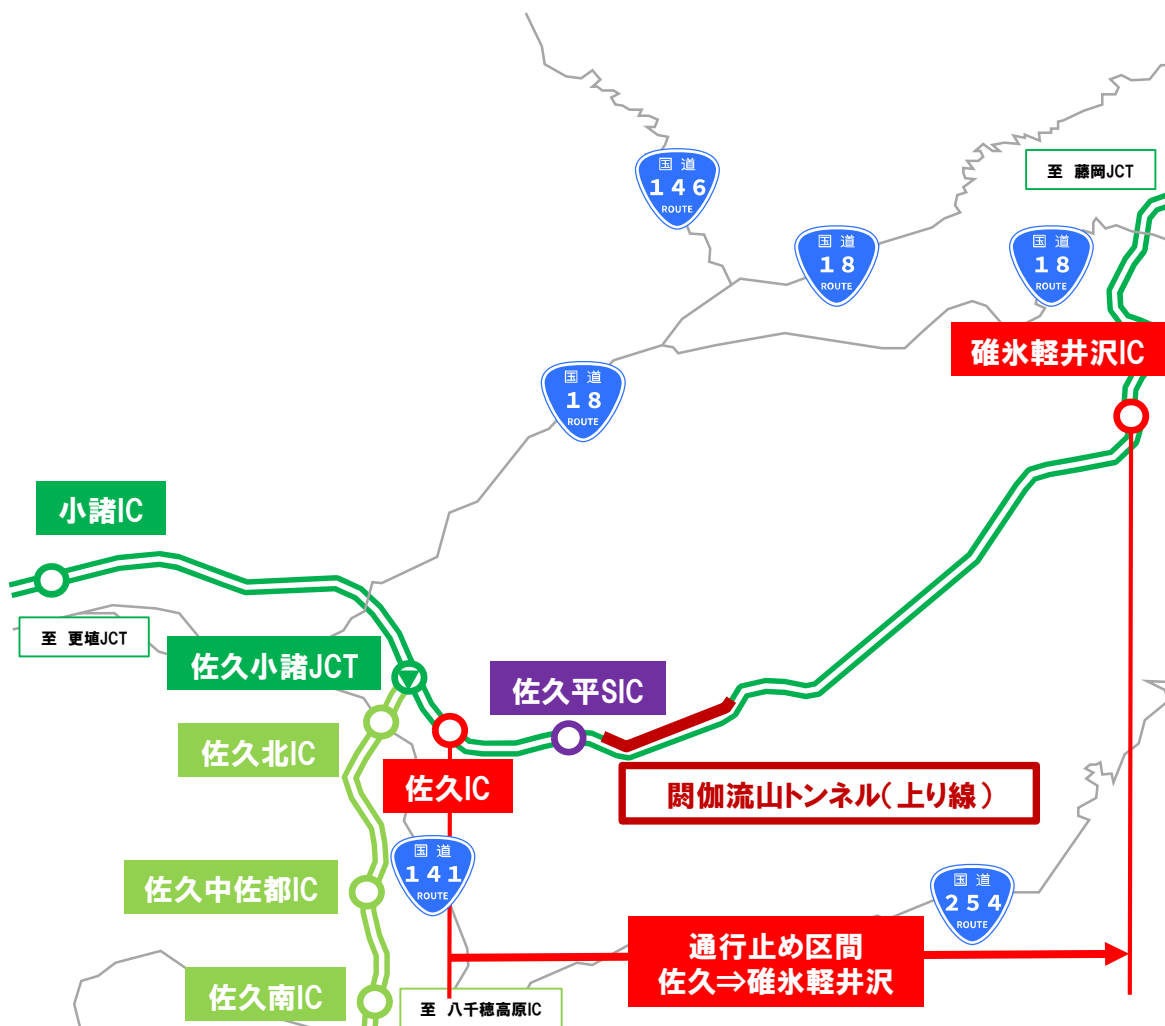 国道
146
ROUTE
至 藤岡JCT
国道
18
ROUTE
国道
18
ROUTE
碓氷軽井沢IC
国道
18
ROUTE
小諸IC
至 更埴JCT
佐久小諸JCT
佐久平SIC
佐久北IC
佐久IC
閼伽流山トンネル（上り線）
国道
141
ROUTE
佐久中佐都IC
国道
254
ROUTE
通行止め区間
佐久⇒碓氷軽井沢
佐久南IC
至 八千穂高原IC